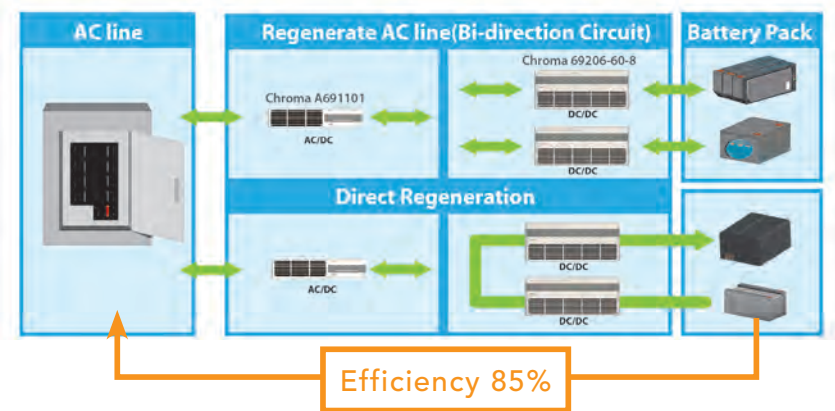 AC line
Regenerate AC line(Bi-direction Circuit)
Battery Pack
Chroma A691101
AC/DC
Chroma 69206-60-8
DC/DC
DC/DC
Direct Regeneration
AC/DC
DC/DC
DC/DC
Efficiency 85%